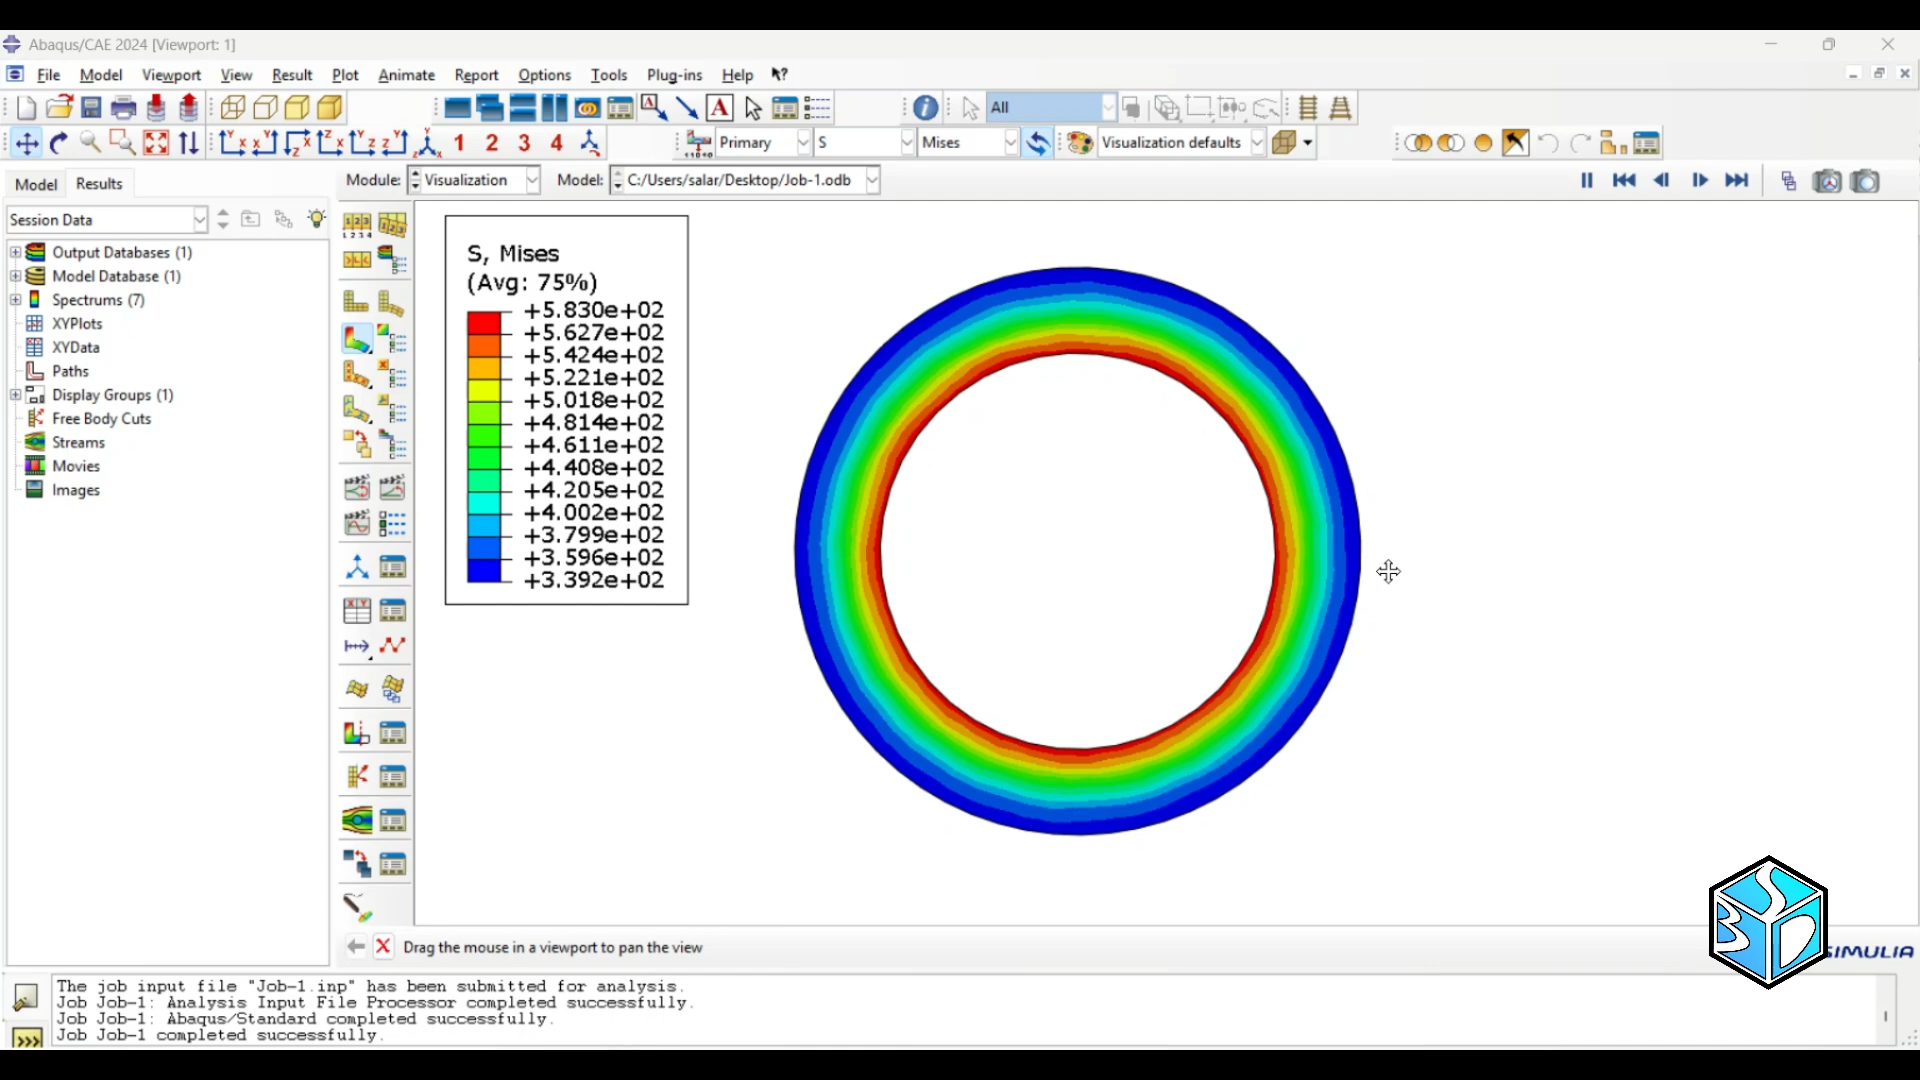 Abaqus/CAE 2024 [Viewport: 1]
File Model Viewport View Result Plot Animate Report Options Tools Plug-ins Help
All
1 2 3 4 Primary S Mises Visualization defaults
Model Results Module: Visualization Model: C:/Users/salar/Desktop/Job-1.odb
Session Data
Output Databases (1)
Model Database (1)
Spectrums (7)
XYPlots
XYData
Paths
Display Groups (1)
Free Body Cuts
Streams
Movies
Images
S, Mises
(Avg: 75%)
+5.830e+02
+5.627e+02
+5.424e+02
+5.221e+02
+5.018e+02
+4.814e+02
+4.611e+02
+4.408e+02
+4.205e+02
+4.002e+02
+3.799e+02
+3.596e+02
+3.392e+02
Drag the mouse in a viewport to pan the view
3SD
SIMULIA
The job input file "Job-1.inp" has been submitted for analysis.
Job Job-1: Analysis Input File Processor completed successfully.
Job Job-1: Abaqus/Standard completed successfully.
Job Job-1 completed successfully.
>>>